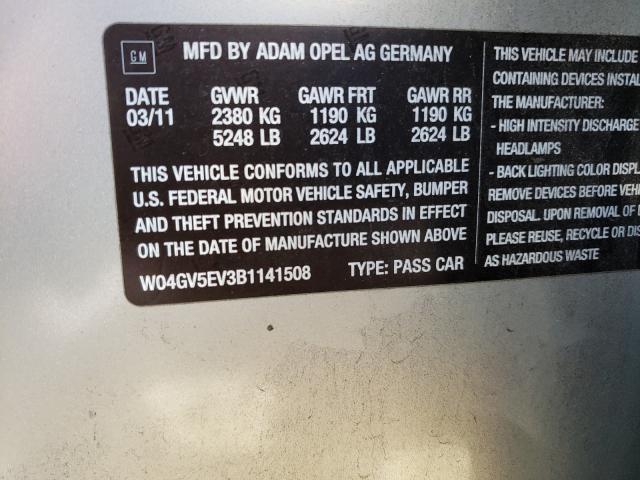 GM
MFD BY ADAM OPEL AG GERMANY
DATE GVWR GAWR FRT GAWR RR
03/11 2380 KG 1190 KG 1190 KG
5248 LB 2624 LB 2624 LB
THIS VEHICLE CONFORMS TO ALL APPLICABLE
U.S. FEDERAL MOTOR VEHICLE SAFETY, BUMPER
AND THEFT PREVENTION STANDARDS IN EFFECT
ON THE DATE OF MANUFACTURE SHOWN ABOVE
W04GV5EV3B1141508 TYPE: PASS CAR
THIS VEHICLE MAY INCLUDE
CONTAINING DEVICES INSTAL
THE MANUFACTURER:
- HIGH INTENSITY DISCHARGE
HEADLAMPS
- BACK LIGHTING COLOR DISPL
REMOVE DEVICES BEFORE VEHI
DISPOSAL. UPON REMOVAL OF
PLEASE REUSE, RECYCLE OR DIS
AS HAZARDOUS WASTE